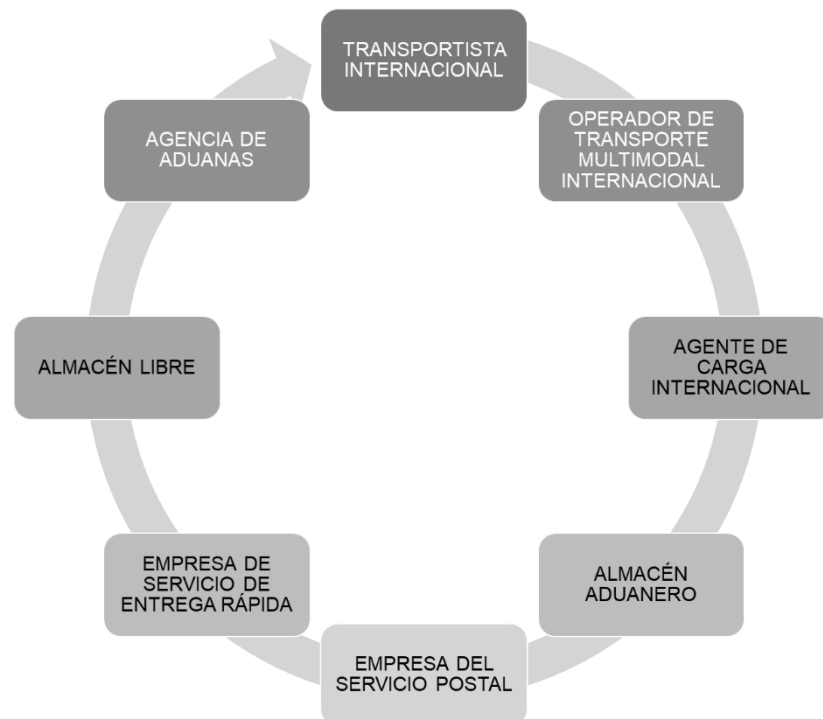 TRANSPORTISTA
INTERNACIONAL
OPERADOR DE
TRANSPORTE
MULTIMODAL
INTERNACIONAL
AGENTE DE
CARGA
INTERNACIONAL
ALMACÉN
ADUANERO
EMPRESA DEL
SERVICIO POSTAL
EMPRESA DE
SERVICIO DE
ENTREGA RÁPIDA
ALMACÉN LIBRE
AGENCIA DE
ADUANAS